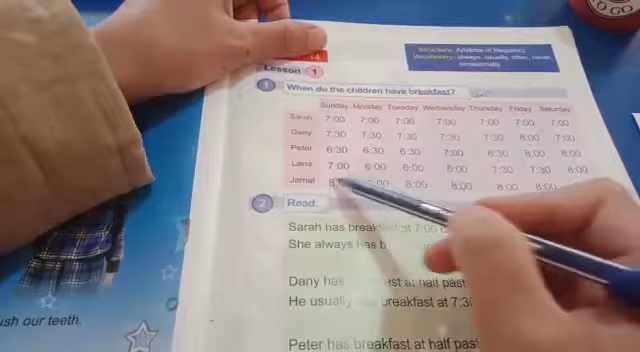 TO GO
14
Structure: Adverbs of frequency
Vocabulary: always, usually, often, never,
occasionally
Lesson 1
1 When do the children have breakfast?
Sunday Monday Tuesday Wednesday Thursday Friday Saturday
Sarah 7:00 7:00 7:00 7:00 7:00 7:00 7:00
Dany 7:30 7:30 7:30 7:30 7:30 8:00 7:00
Peter 6:30 6:30 6:30 7:00 6:30 8:00 8:00
Lana 7:00 6:00 6:00 6:00 7:30 7:30 6:00
Jamal 8:00 8:00 8:00 8:00
2 Read.
Sarah has breakfast at 7:00
She always has b
Dany has at half past
He usually breakfast at 7:3
Peter has breakfast at half past
ush our teeth.